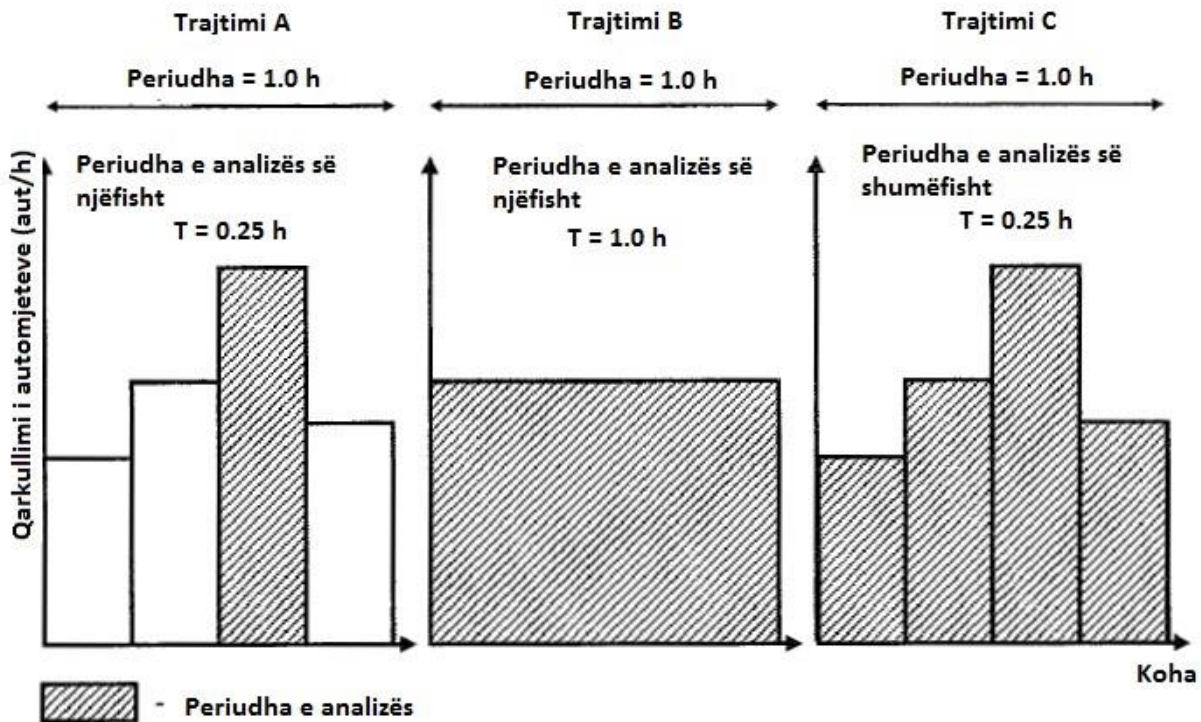 Trajtimi A
Periudha = 1.0 h
Periudha e analizës së
njëfisht
T = 0.25 h
Trajtimi B
Periudha = 1.0 h
Periudha e analizës së
njëfisht
T = 1.0 h
Trajtimi C
Periudha = 1.0 h
Periudha e analizës së
shumëfisht
T = 0.25 h
Qarkullimi i automjeteve (aut/h)
Koha
- Periudha e analizës